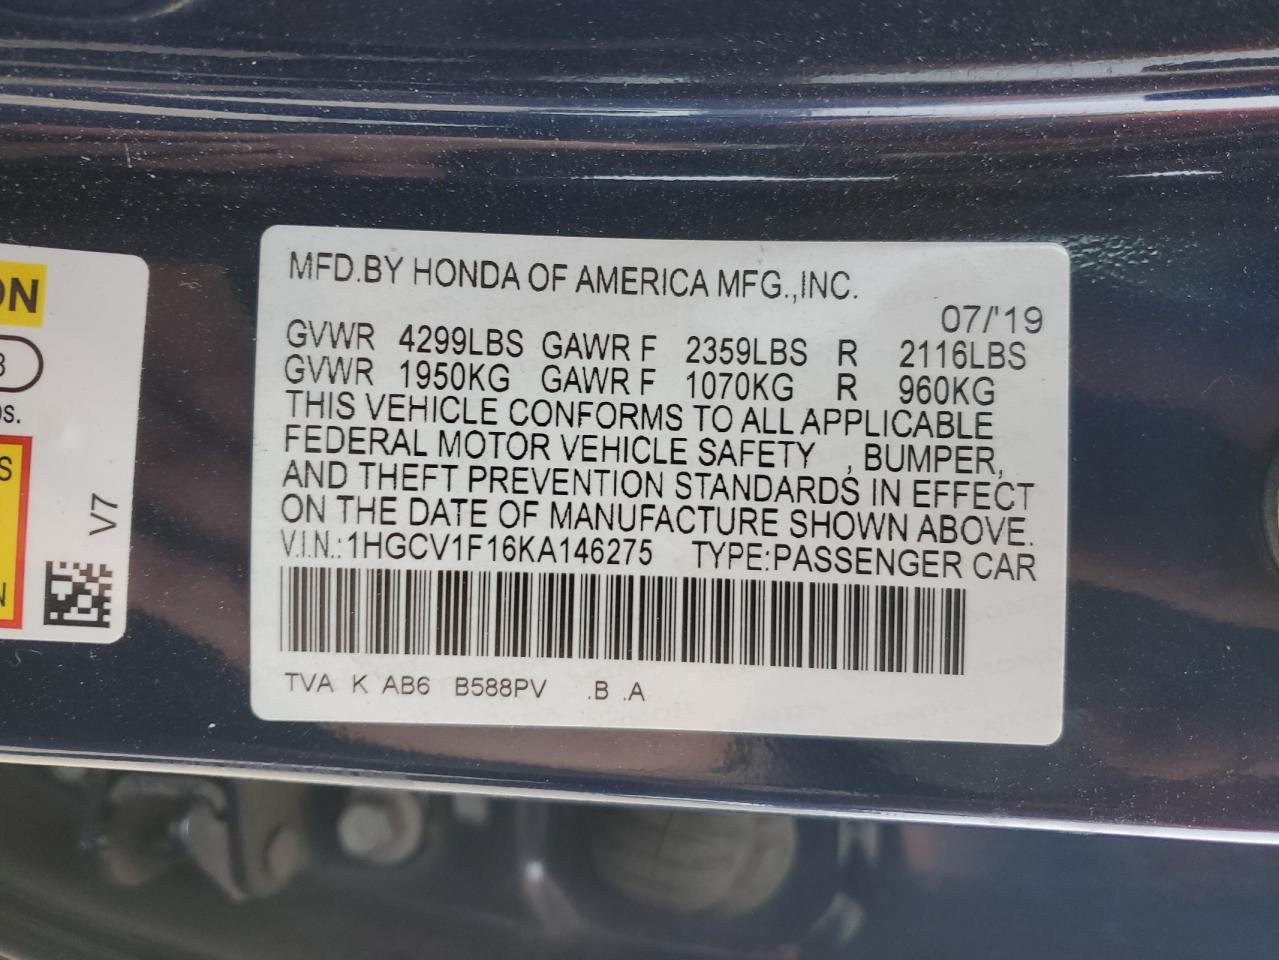 MFD.BY HONDA OF AMERICA MFG.,INC.
07/'19
GVWR 4299LBS GAWR F 2359LBS R 2116LBS
GVWR 1950KG GAWR F 1070KG R 960KG
THIS VEHICLE CONFORMS TO ALL APPLICABLE
FEDERAL MOTOR VEHICLE SAFETY , BUMPER,
AND THEFT PREVENTION STANDARDS IN EFFECT
ON THE DATE OF MANUFACTURE SHOWN ABOVE.
V.I.N.:1HGCV1F16KA146275 TYPE:PASSENGER CAR
TVA K AB6 B588PV .B .A
ON
3
S
N
V7